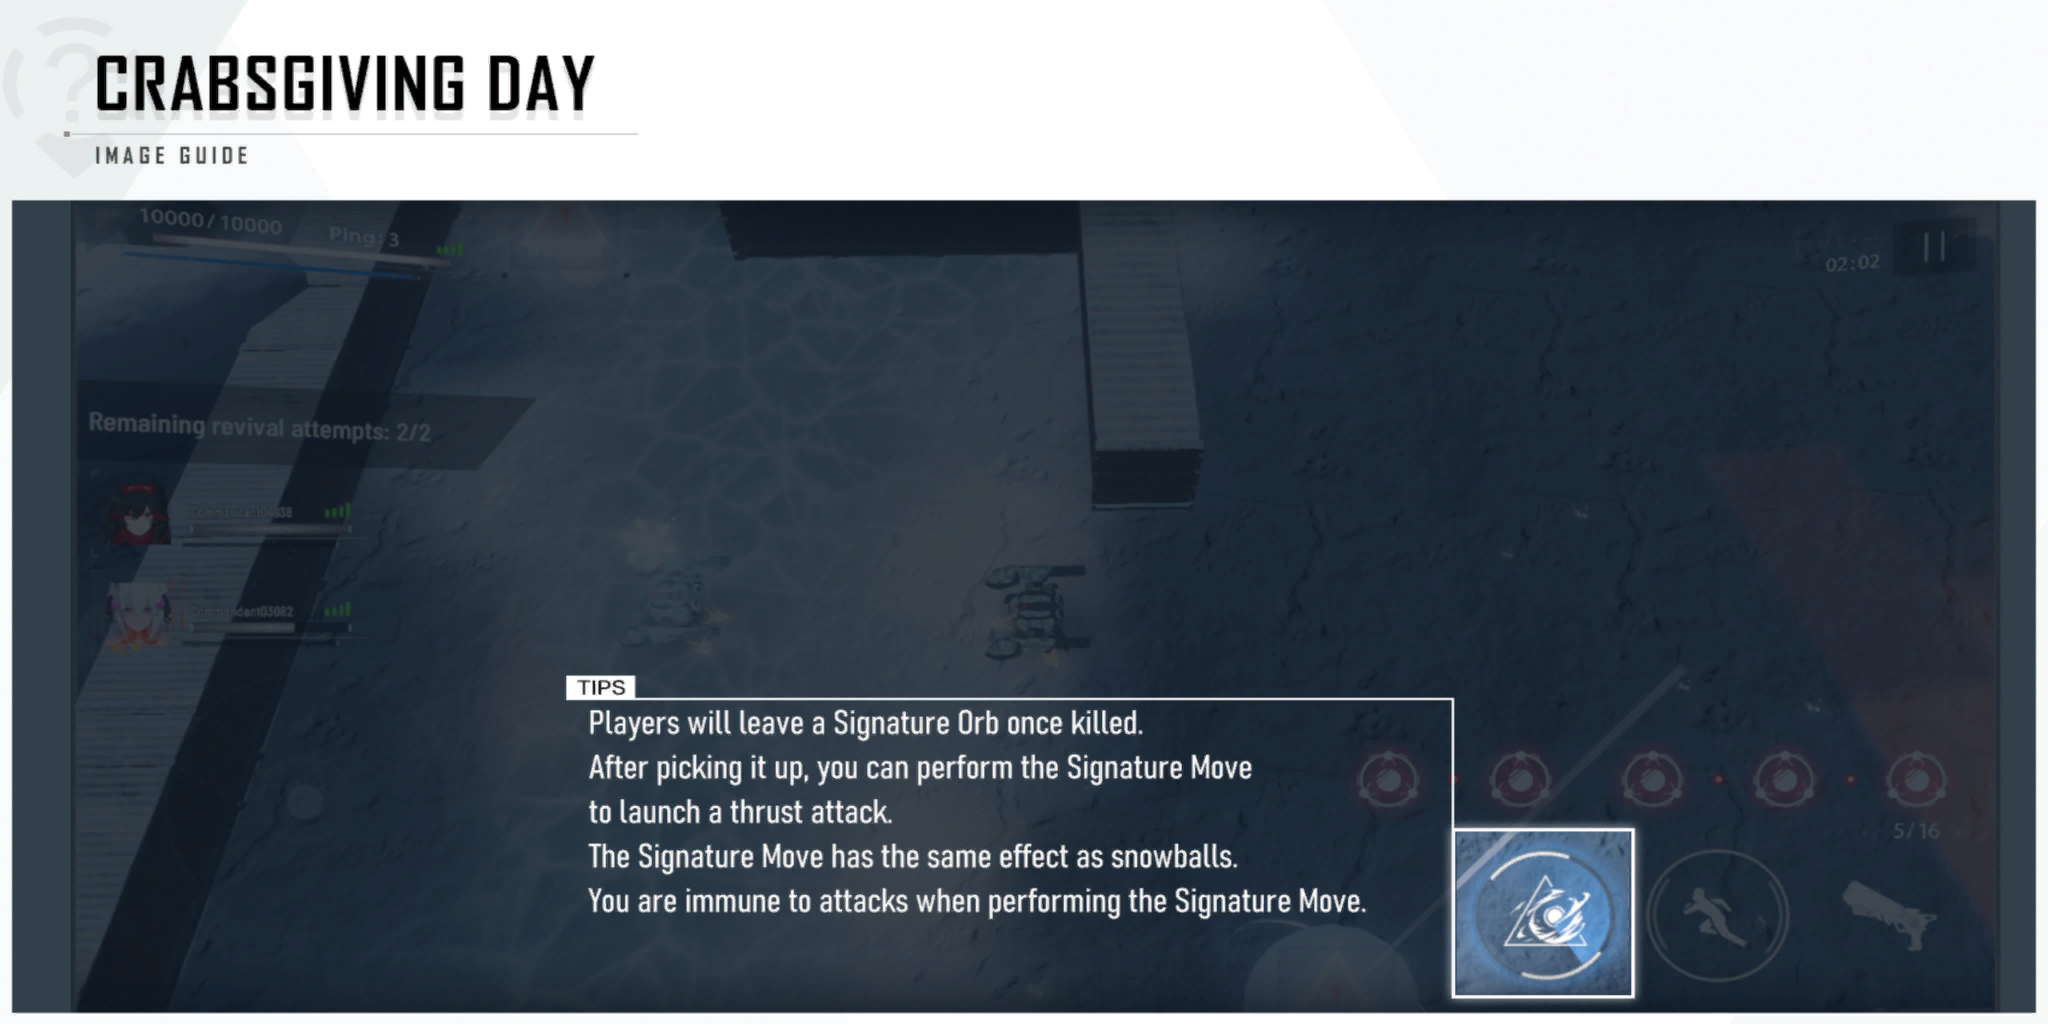 CRABSGIVING DAY
IMAGE GUIDE
10000/10000
Ping: 3
02:02
Remaining revival attempts: 2/2
Commandant03082
TIPS
Players will leave a Signature Orb once killed.
After picking it up, you can perform the Signature Move
to launch a thrust attack.
The Signature Move has the same effect as snowballs.
You are immune to attacks when performing the Signature Move.
5/16